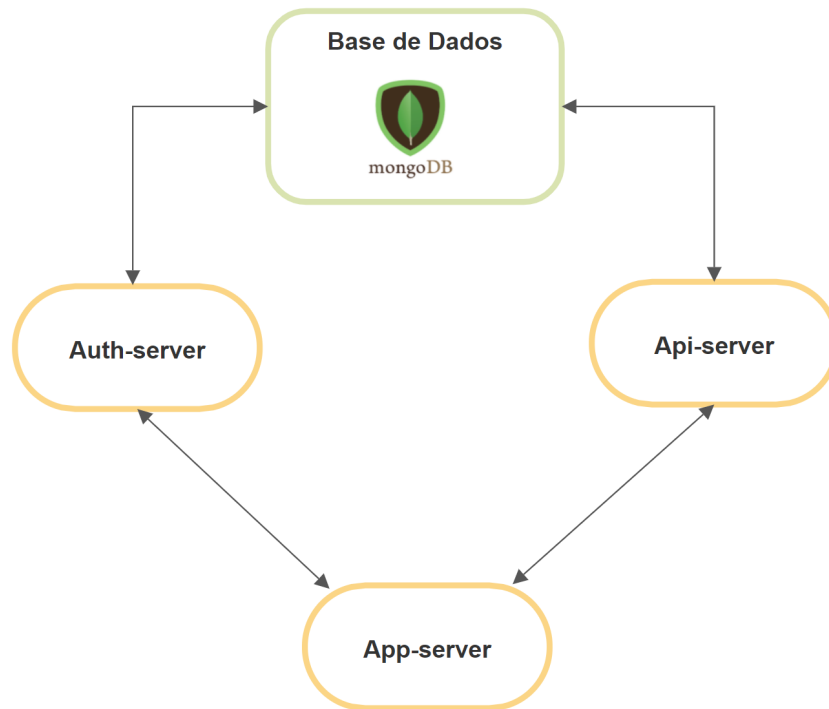 Base de Dados
mongoDB
Auth-server
Api-server
App-server